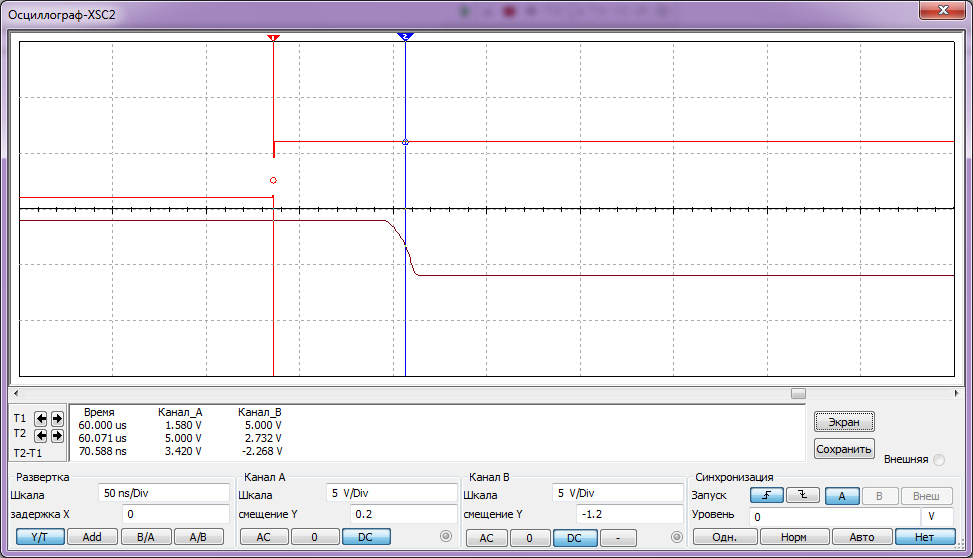 Осциллограф-XSC2
1 2
Время Канал_A Канал_B
T1 60.000 us 1.580 V 5.000 V
T2 60.071 us 5.000 V 2.732 V
T2-T1 70.588 ns 3.420 V -2.268 V
Экран
Сохранить
Внешняя
Развертка Канал A Канал B Синхронизация
Шкала 50 ns/Div Шкала 5 V/Div Шкала 5 V/Div Запуск A B Внеш
задержка X 0 смещение Y 0.2 смещение Y -1.2 Уровень 0 V
Y/T Add B/A A/B AC 0 DC AC 0 DC - Одн. Норм Авто Нет